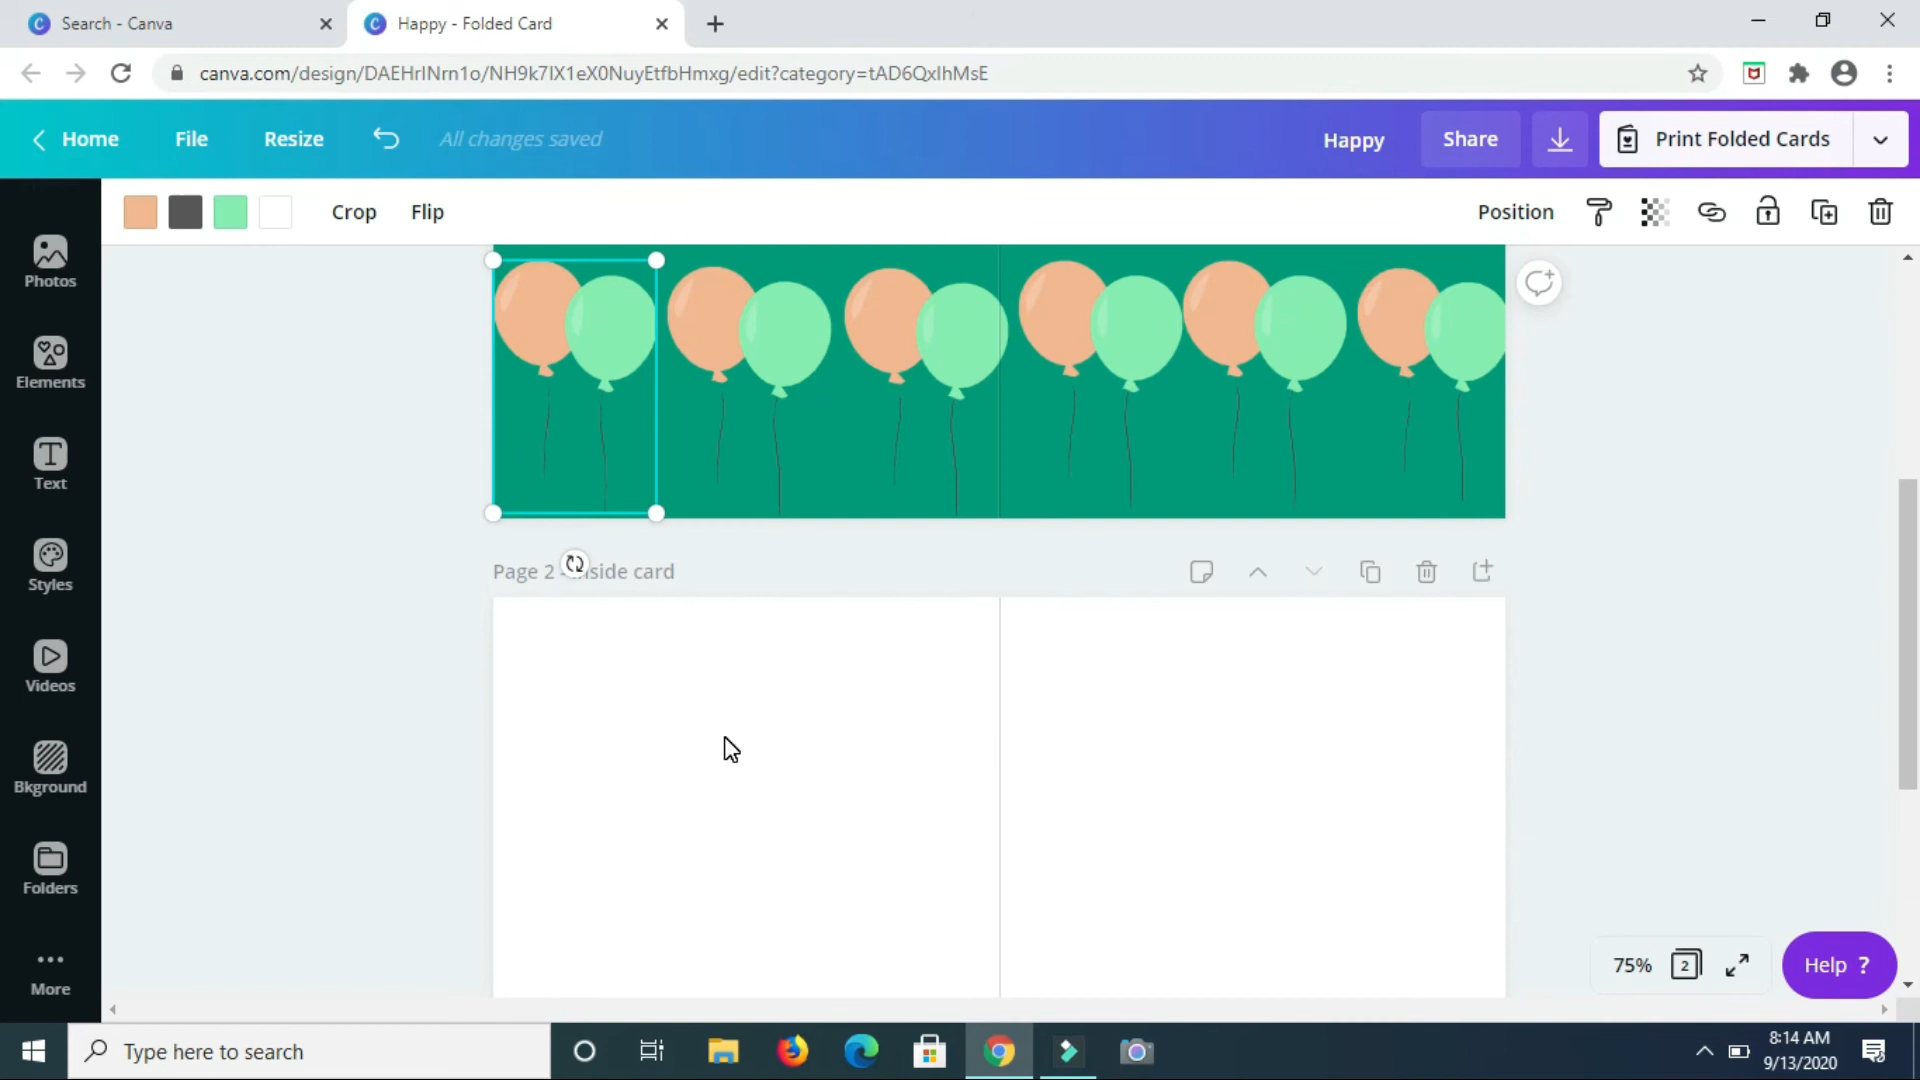 Search - Canva
Happy - Folded Card
canva.com/design/DAEHrINrn1o/NH9k7IX1eX0NuyEtfbHmxg/edit?category=tAD6QxIhMsE
Home
File
Resize
All changes saved
Happy
Share
Print Folded Cards
Crop
Flip
Position
Photos
Elements
Text
Styles
Videos
Bkground
Folders
More
Page 2 - Inside card
75%
2
Help ?
Type here to search
8:14 AM
9/13/2020